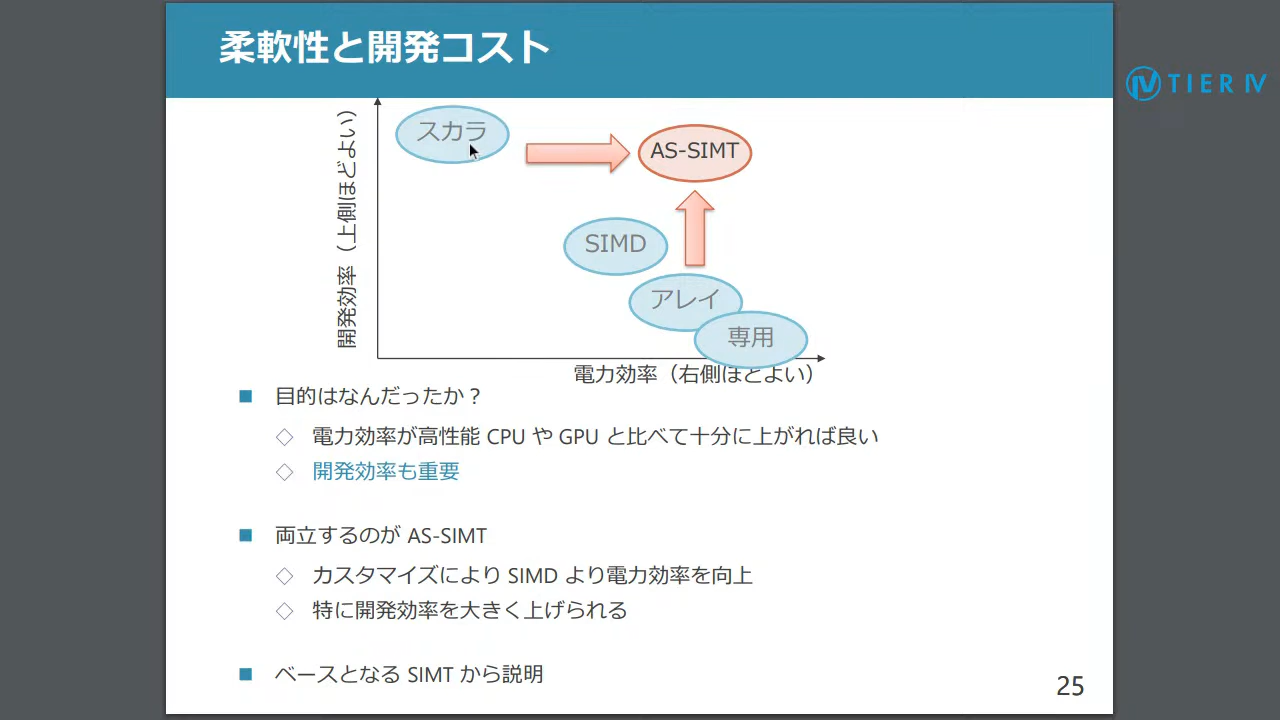 柔軟性と開発コスト
TIER IV
開発効率（上側ほどよい）
スカラ
AS-SIMT
SIMD
アレイ
専用
電力効率（右側ほどよい）
目的はなんだったか？
電力効率が高性能 CPU や GPU と比べて十分に上がれば良い
開発効率も重要
両立するのが AS-SIMT
カスタマイズにより SIMD より電力効率を向上
特に開発効率を大きく上げられる
ベースとなる SIMT から説明
25